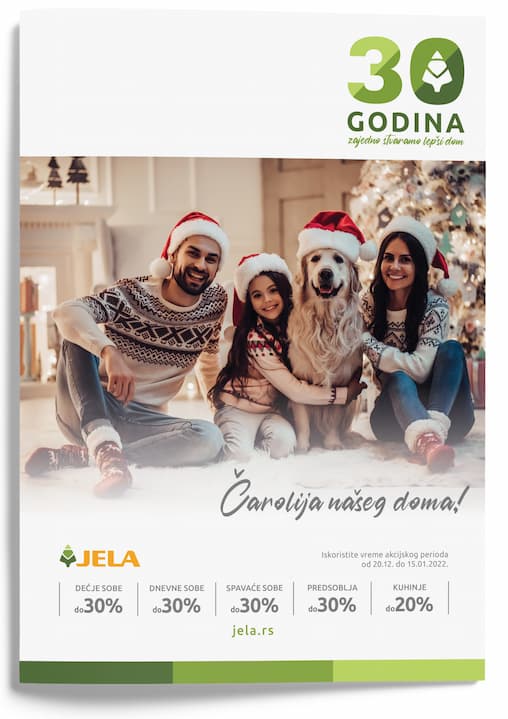 30
GODINA
zajedno stvaramo lepši dom
Čarolija našeg doma!
JELA
Iskoristite vreme akcijskog perioda
od 20.12. do 15.01.2022.
DEČJE SOBE
do30%
DNEVNE SOBE
do30%
SPAVAĆE SOBE
do30%
PREDSOBLJA
do30%
KUHINJE
do20%
jela.rs